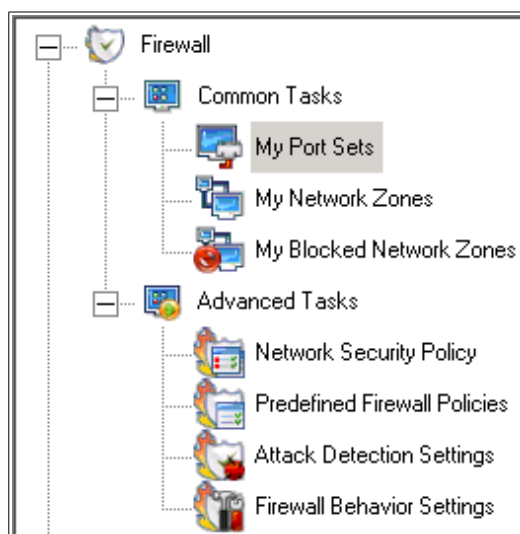 Firewall
Common Tasks
My Port Sets
My Network Zones
My Blocked Network Zones
Advanced Tasks
Network Security Policy
Predefined Firewall Policies
Attack Detection Settings
Firewall Behavior Settings